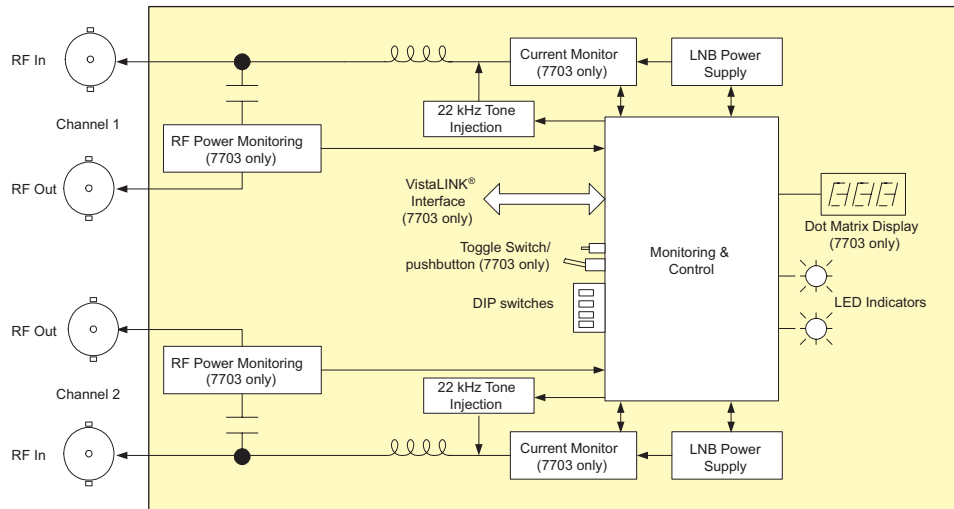 RF In
Current Monitor
(7703 only)
LNB Power
Supply
22 kHz Tone
Injection
Channel 1
RF Power Monitoring
(7703 only)
RF Out
VistaLINK®
Interface
(7703 only)
Dot Matrix Display
(7703 only)
Toggle Switch/
pushbutton (7703 only)
Monitoring &
Control
DIP switches
LED Indicators
RF Out
RF Power Monitoring
(7703 only)
Channel 2
22 kHz Tone
Injection
RF In
Current Monitor
(7703 only)
LNB Power
Supply